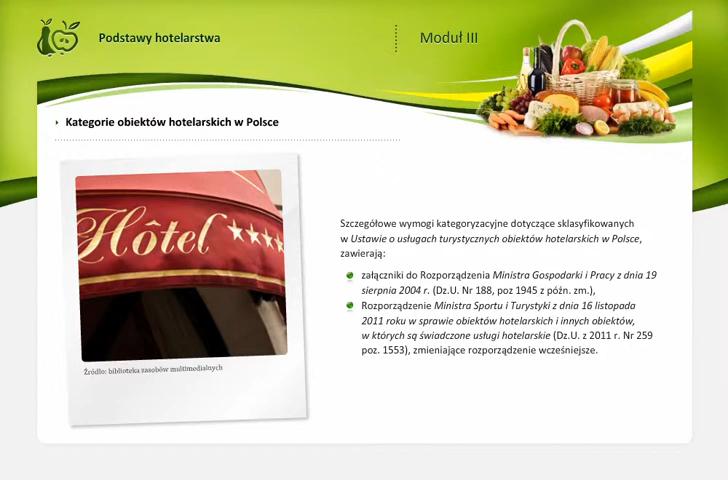 Podstawy hotelarstwa
Moduł III
Kategorie obiektów hotelarskich w Polsce
Hôtel ★★★★
Źródło: biblioteka zasobów multimedialnych
Szczegółowe wymogi kategoryzacyjne dotyczące sklasyfikowanych
w Ustawie o usługach turystycznych obiektów hotelarskich w Polsce,
zawierają:
załączniki do Rozporządzenia Ministra Gospodarki i Pracy z dnia 19
sierpnia 2004 r. (Dz.U. Nr 188, poz 1945 z późn. zm.),
Rozporządzenie Ministra Sportu i Turystyki z dnia 16 listopada
2011 roku w sprawie obiektów hotelarskich i innych obiektów,
w których są świadczone usługi hotelarskie (Dz.U. z 2011 r. Nr 259
poz. 1553), zmieniające rozporządzenie wcześniejsze.